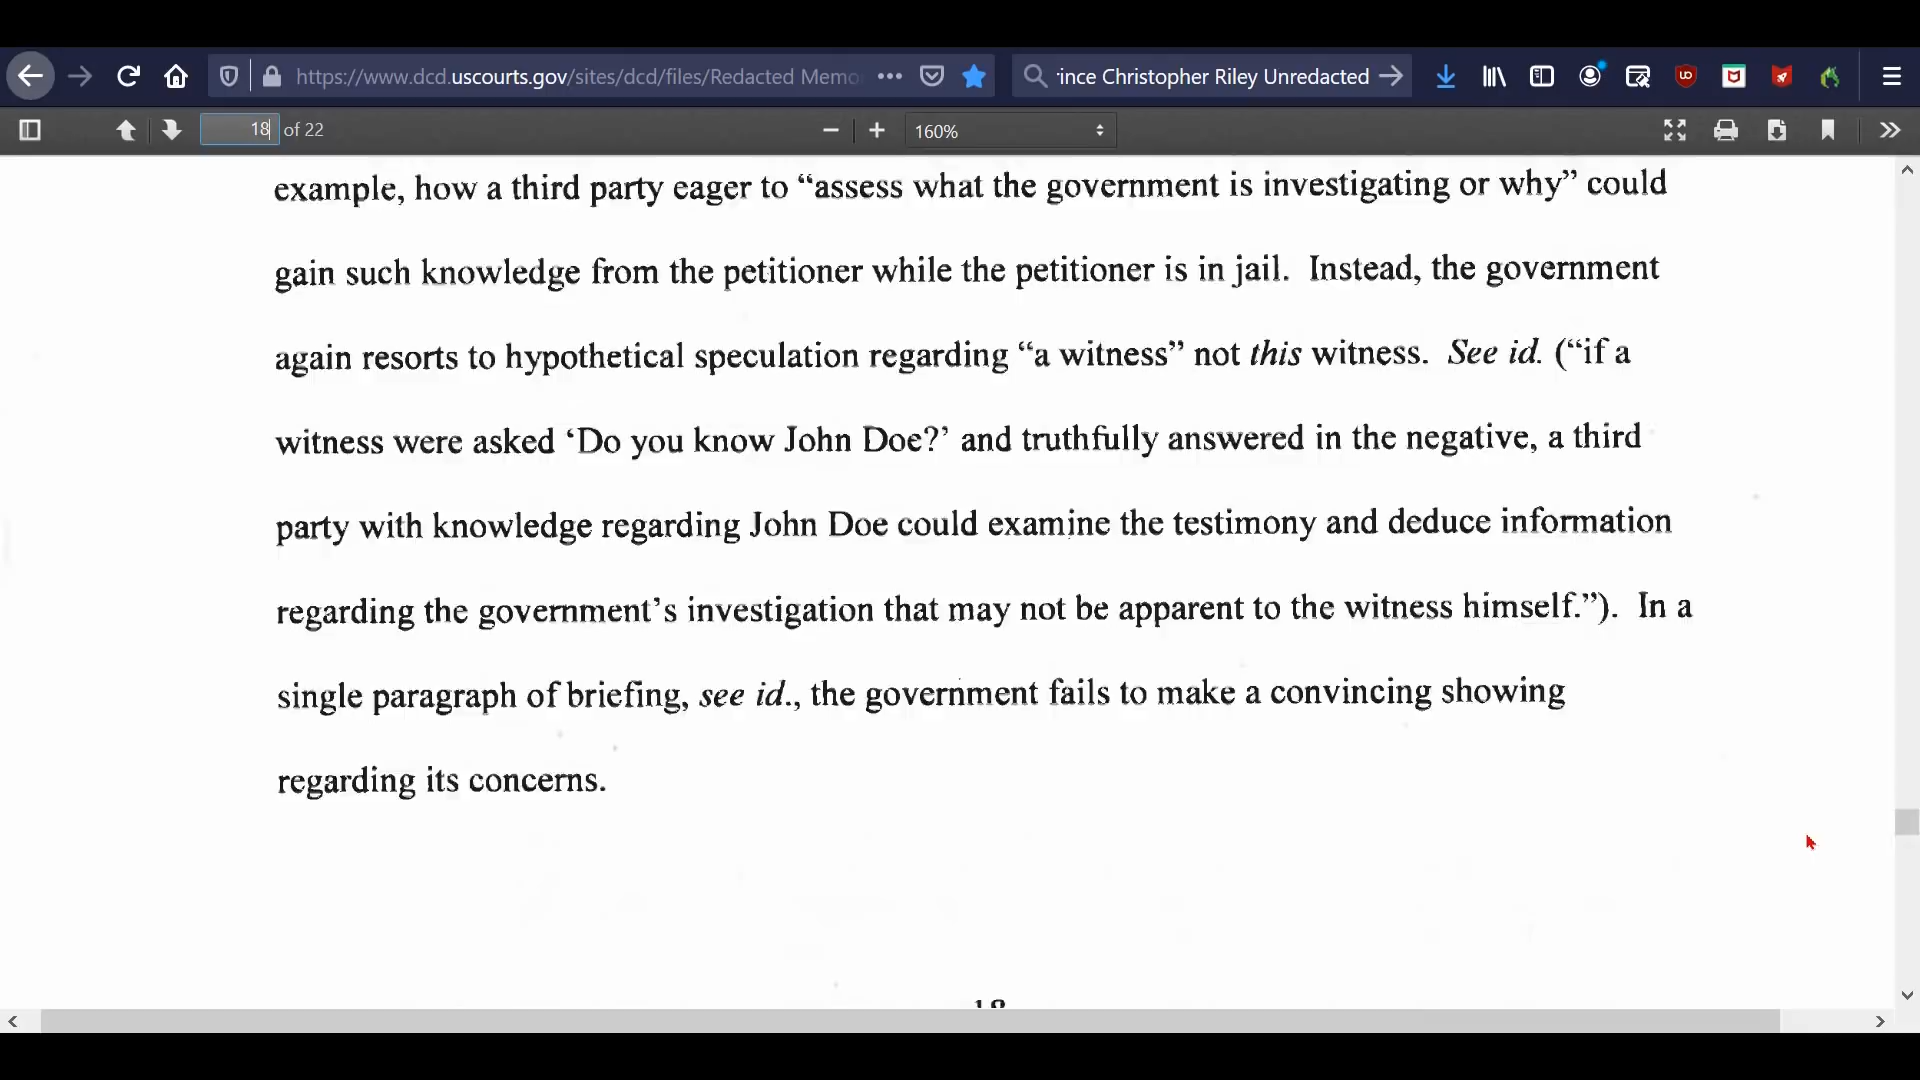 https://www.dcd.uscourts.gov/sites/dcd/files/Redacted Memo
ince Christopher Riley Unredacted
18 of 22
160%
example, how a third party eager to “assess what the government is investigating or why” could
gain such knowledge from the petitioner while the petitioner is in jail. Instead, the government
again resorts to hypothetical speculation regarding “a witness” not this witness. See id. (“if a
witness were asked ‘Do you know John Doe?’ and truthfully answered in the negative, a third
party with knowledge regarding John Doe could examine the testimony and deduce information
regarding the government’s investigation that may not be apparent to the witness himself.”). In a
single paragraph of briefing, see id., the government fails to make a convincing showing
regarding its concerns.
18